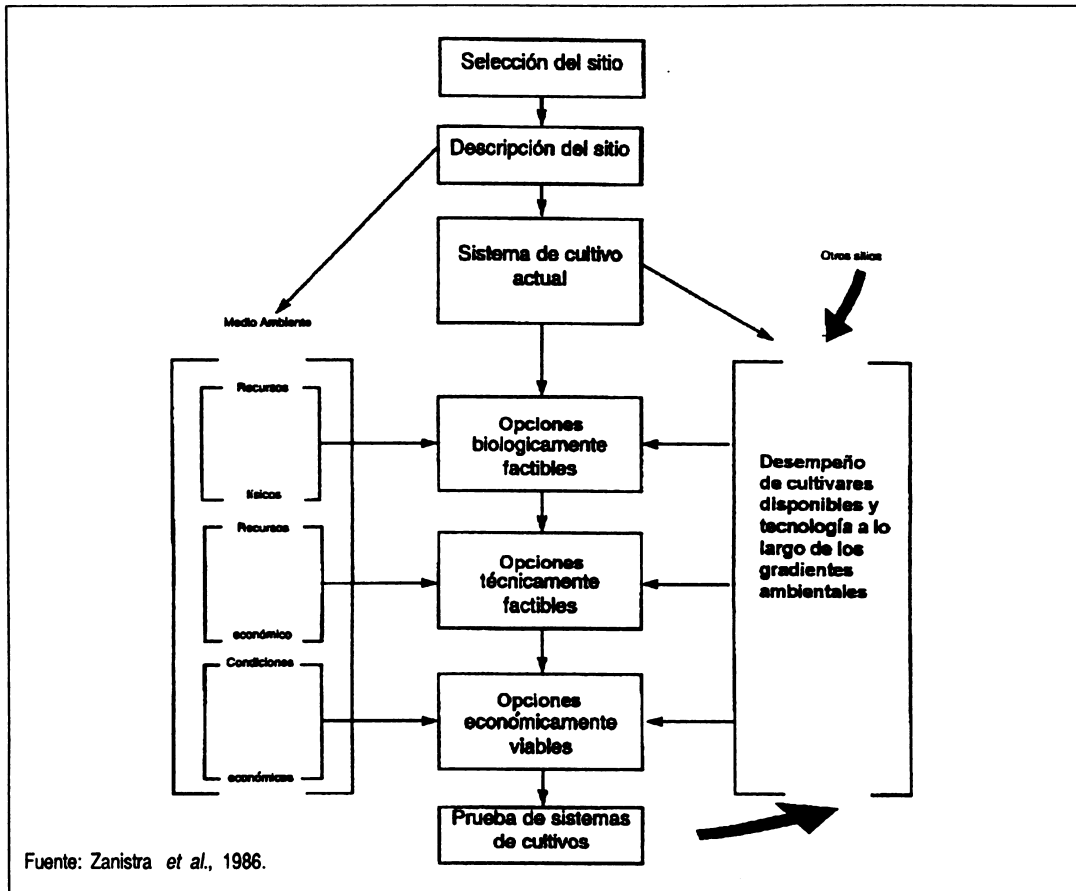 Selección del sitio
Descripción del sitio
Sistema de cultivo
actual
Otros sitios
Medio Ambiente
Recursos
físicos
Recursos
económico
Condiciones
económicas
Opciones
biologicamente
factibles
Opciones
técnicamente
factibles
Opciones
económicamente
viables
Prueba de sistemas
de cultivos
Desempeño
de cultivares
disponibles y
tecnología a lo
largo de los
gradientes
ambientales
Fuente: Zanistra et al., 1986.